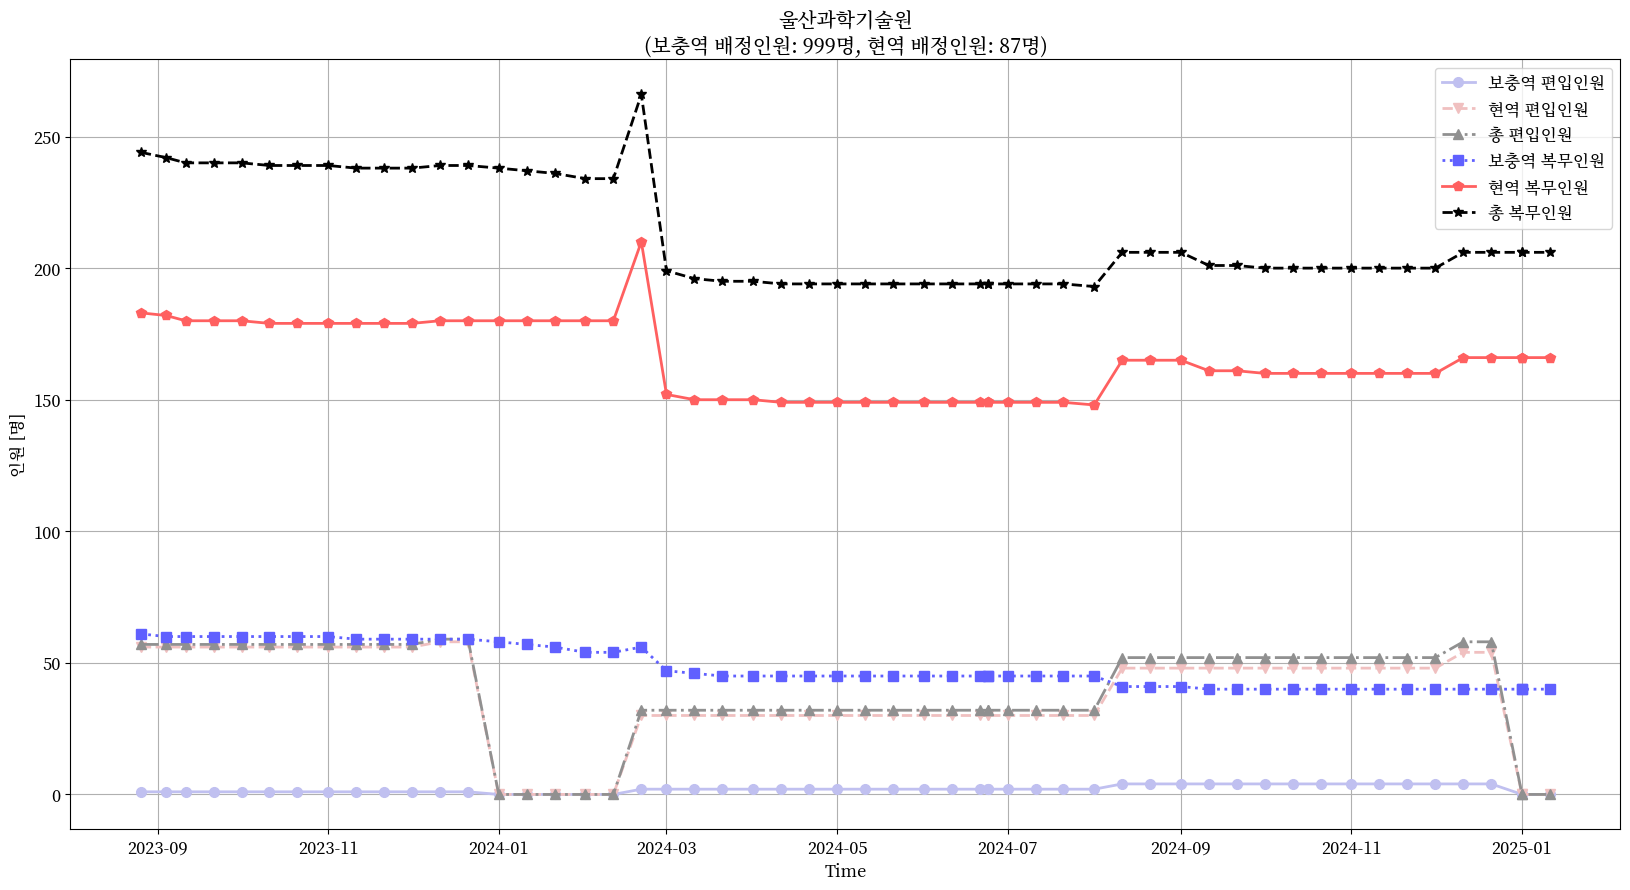 울산과학기술원
(보충역 배정인원: 999명, 현역 배정인원: 87명)
보충역 편입인원
현역 편입인원
총 편입인원
보충역 복무인원
현역 복무인원
총 복무인원
인원 [명]
250
200
150
100
50
0
2023-09
2023-11
2024-01
2024-03
2024-05
2024-07
2024-09
2024-11
2025-01
Time